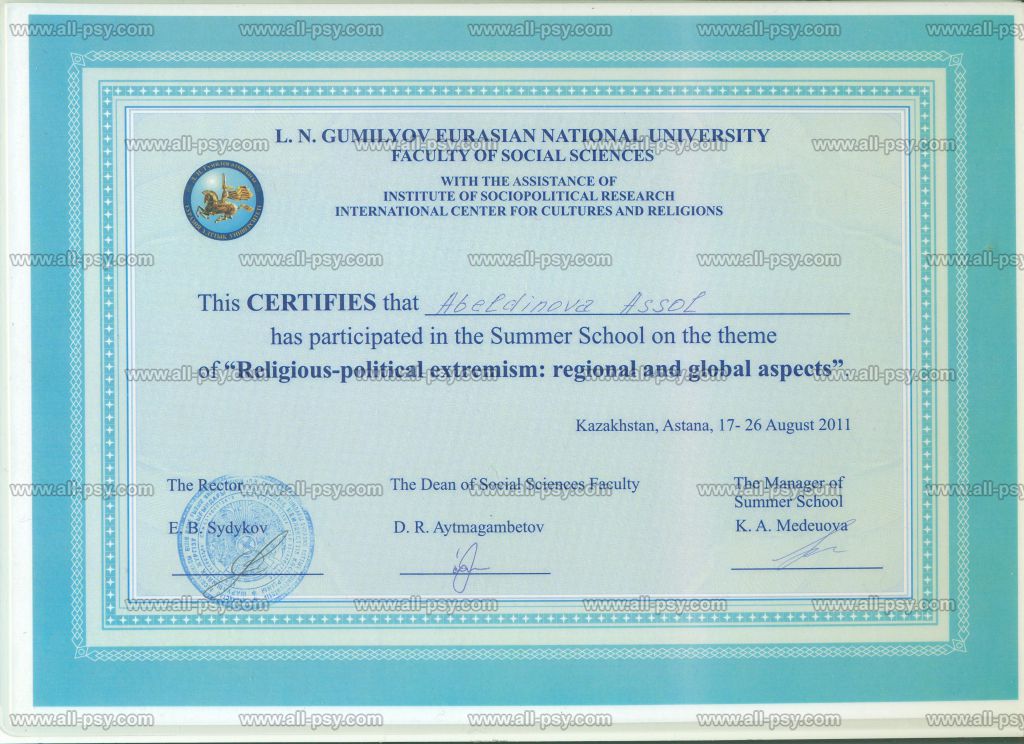 L. N. GUMILYOV EURASIAN NATIONAL UNIVERSITY
FACULTY OF SOCIAL SCIENCES
WITH THE ASSISTANCE OF
INSTITUTE OF SOCIOPOLITICAL RESEARCH
INTERNATIONAL CENTER FOR CULTURES AND RELIGIONS
This CERTIFIES that Abeldinova Assol
has participated in the Summer School on the theme
of “Religious-political extremism: regional and global aspects”.
Kazakhstan, Astana, 17- 26 August 2011
The Rector
E. B. Sydykov
The Dean of Social Sciences Faculty
D. R. Aytmagambetov
The Manager of
Summer School
K. A. Medeuova
www.all-psy.com